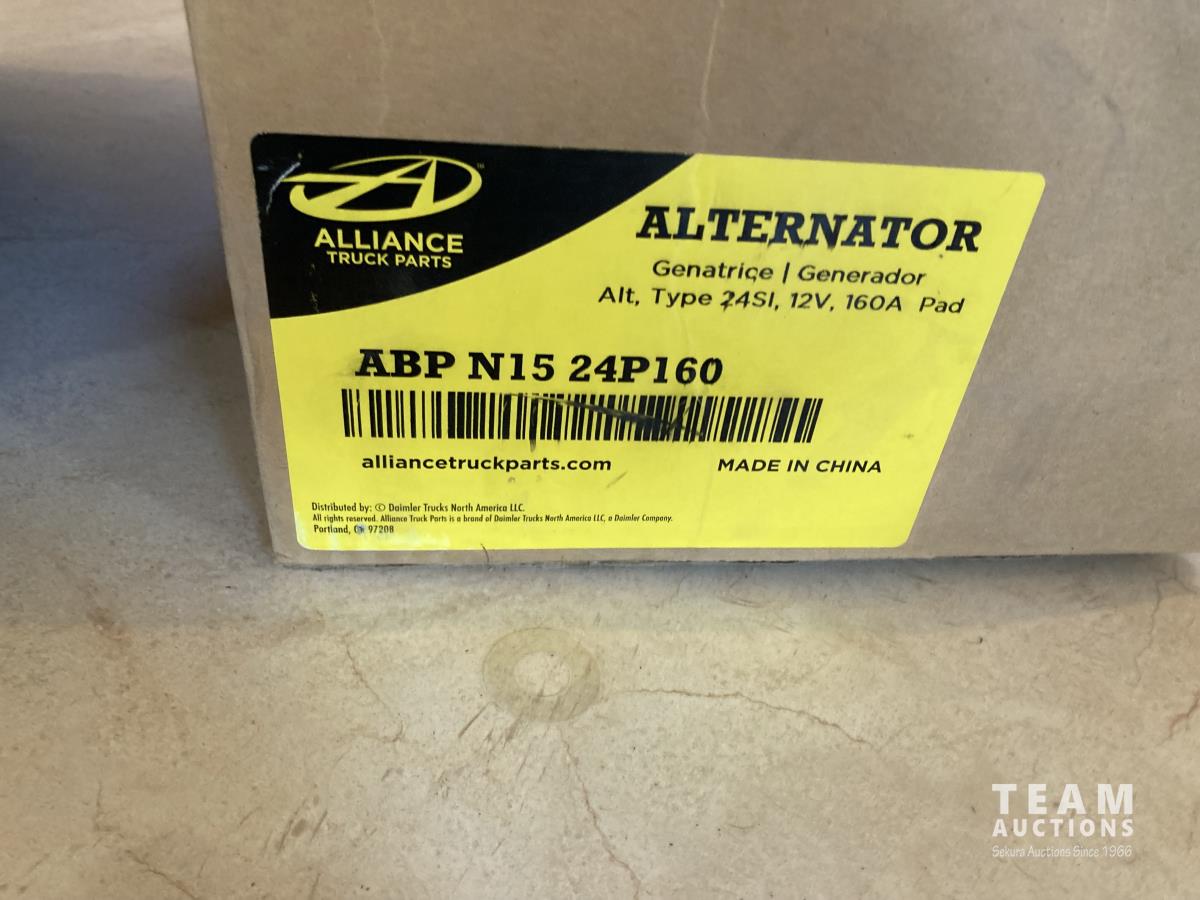 ALLIANCE
TRUCK PARTS
™
ALTERNATOR
Genatrice | Generador
Alt, Type 24SI, 12V, 160A Pad
ABP N15 24P160
alliancetruckparts.com
MADE IN CHINA
Distributed by: © Daimler Trucks North America LLC.
All rights reserved. Alliance Truck Parts is a brand of Daimler Trucks North America LLC, a Daimler Company.
Portland, 97208
TEAM
AUCTIONS
Sekura Auctions Since 1966